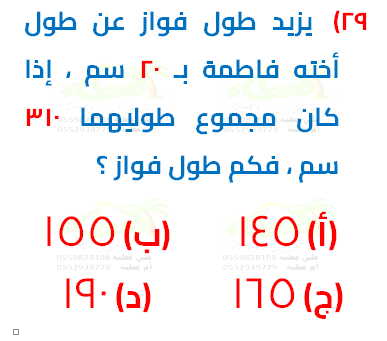 ٢٩) يزيد طول فواز عن طول
أخته فاطمة بـ ٢٠ سم ، إذا
كان مجموع طوليهما ٣١٠
سم ، فكم طول فواز ؟
(أ) ١٤٥ (ب) ١٥٥
(ج) ١٦٥ (د) ١٩٠